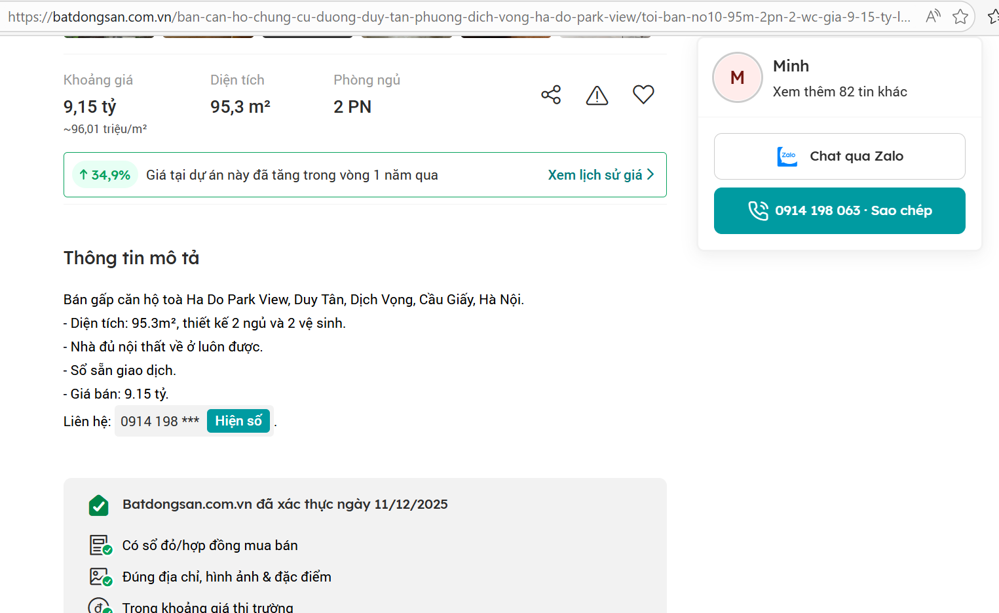 https://batdongsan.com.vn/ban-can-ho-chung-cu-duong-duy-tan-phuong-dich-vong-ha-do-park-view/toi-ban-no10-95m-2pn-2-wc-gia-9-15-ty-l...
Khoảng giá
Diện tích
Phòng ngủ
9,15 tỷ
95,3 m²
2 PN
~96,01 triệu/m²
34,9%
Giá tại dự án này đã tăng trong vòng 1 năm qua
Xem lịch sử giá
Thông tin mô tả
Bán gấp căn hộ toà Ha Do Park View, Duy Tân, Dịch Vọng, Cầu Giấy, Hà Nội.
- Diện tích: 95.3m², thiết kế 2 ngủ và 2 vệ sinh.
- Nhà đủ nội thất về ở luôn được.
- Sổ sẵn giao dịch.
- Giá bán: 9.15 tỷ.
Liên hệ: 0914 198 *** Hiện số .
Batdongsan.com.vn đã xác thực ngày 11/12/2025
Có sổ đỏ/hợp đồng mua bán
Đúng địa chỉ, hình ảnh & đặc điểm
Trong khoảng giá thị trường
M
Minh
Xem thêm 82 tin khác
Zalo
Chat qua Zalo
0914 198 063 · Sao chép